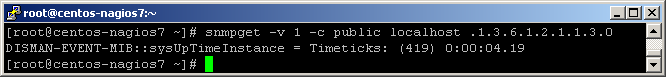 root@centos-nagios7:~
[root@centos-nagios7 ~]# snmpget -v 1 -c public localhost .1.3.6.1.2.1.1.3.0
DISMAN-EVENT-MIB::sysUpTimeInstance = Timeticks: (419) 0:00:04.19
[root@centos-nagios7 ~]#